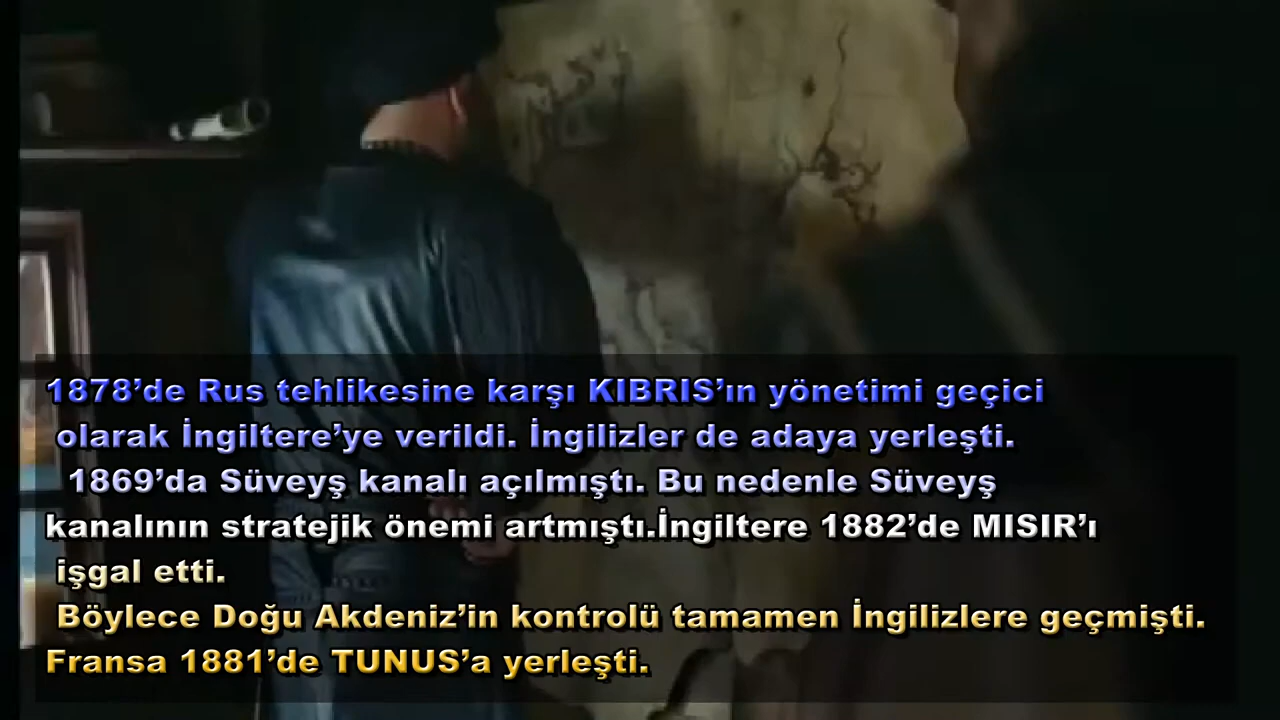 1878’de Rus tehlikesine karşı KIBRIS’ın yönetimi geçici
olarak İngiltere’ye verildi. İngilizler de adaya yerleşti.
1869’da Süveyş kanalı açılmıştı. Bu nedenle Süveyş
kanalının stratejik önemi artmıştı.İngiltere 1882’de MISIR’ı
işgal etti.
Böylece Doğu Akdeniz’in kontrolü tamamen İngilizlere geçmişti.
Fransa 1881’de TUNUS’a yerleşti.